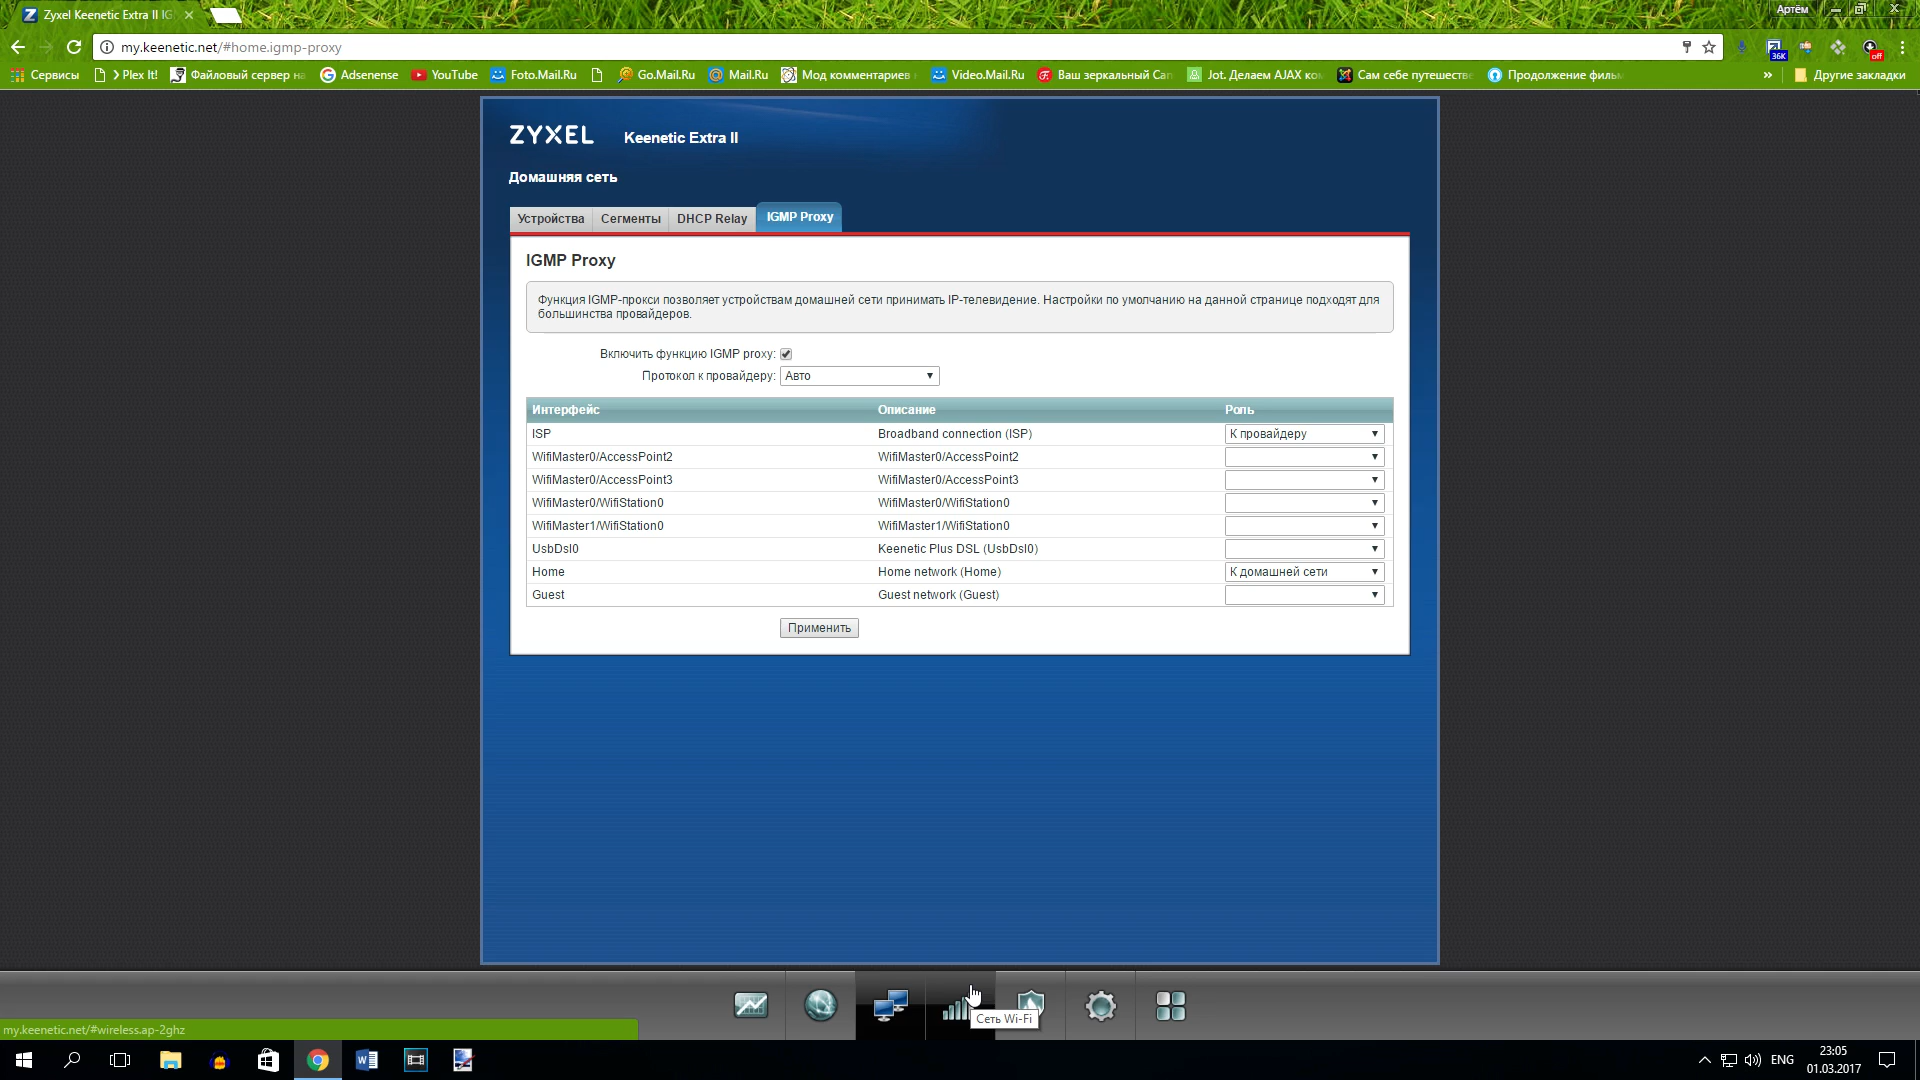 Zyxel Keenetic Extra II IG
Артём
my.keenetic.net/#home.igmp-proxy
36K
off
Сервисы
Plex It!
Файловый сервер на
Adsenense
YouTube
Foto.Mail.Ru
Go.Mail.Ru
Mail.Ru
Мод комментариев
Video.Mail.Ru
Ваш зеркальный Can
Jot. Делаем AJAX ком
Сам себе путешестве
Продолжение фильм
»
Другие закладки
ZYXEL Keenetic Extra II
Домашняя сеть
Устройства Сегменты DHCP Relay IGMP Proxy
IGMP Proxy
Функция IGMP-прокси позволяет устройствам домашней сети принимать IP-телевидение. Настройки по умолчанию на данной странице подходят для
большинства провайдеров.
Включить функцию IGMP proxy:
Протокол к провайдеру: Авто
Интерфейс Описание Роль
ISP Broadband connection (ISP) К провайдеру
WifiMaster0/AccessPoint2 WifiMaster0/AccessPoint2
WifiMaster0/AccessPoint3 WifiMaster0/AccessPoint3
WifiMaster0/WifiStation0 WifiMaster0/WifiStation0
WifiMaster1/WifiStation0 WifiMaster1/WifiStation0
UsbDsl0 Keenetic Plus DSL (UsbDsl0)
Home Home network (Home) К домашней сети
Guest Guest network (Guest)
Применить
Сеть Wi-Fi
my.keenetic.net/#wireless.ap-2ghz
ENG
23:05
01.03.2017